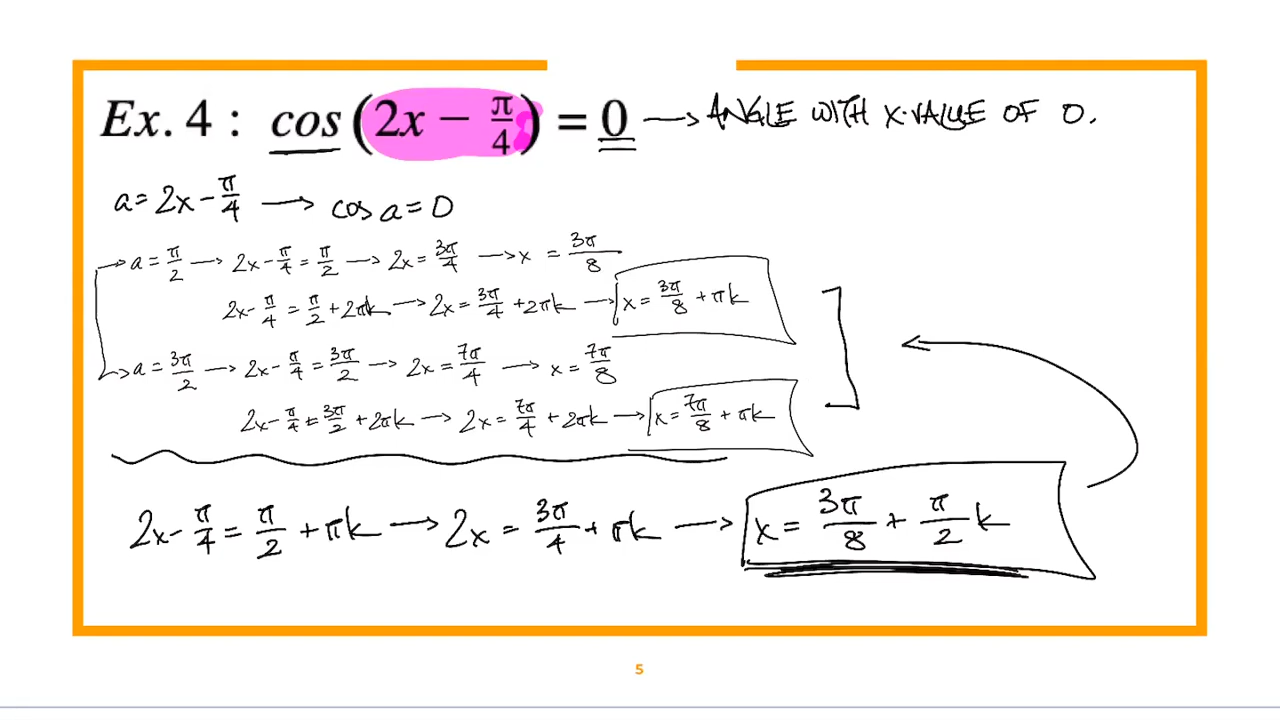 Ex. 4 : cos(2x − π/4) = 0 → ANGLE WITH X-VALUE OF 0.
a = 2x − π/4 → cos a = 0
→ a = π/2 → 2x − π/4 = π/2 → 2x = 3π/4 → x = 3π/8
2x − π/4 = π/2 + 2πk → 2x = 3π/4 + 2πk → x = 3π/8 + πk
→ a = 3π/2 → 2x − π/4 = 3π/2 → 2x = 7π/4 → x = 7π/8
2x − π/4 = 3π/2 + 2πk → 2x = 7π/4 + 2πk → x = 7π/8 + πk
2x − π/4 = π/2 + πk → 2x = 3π/4 + πk → x = 3π/8 + π/2 k
5